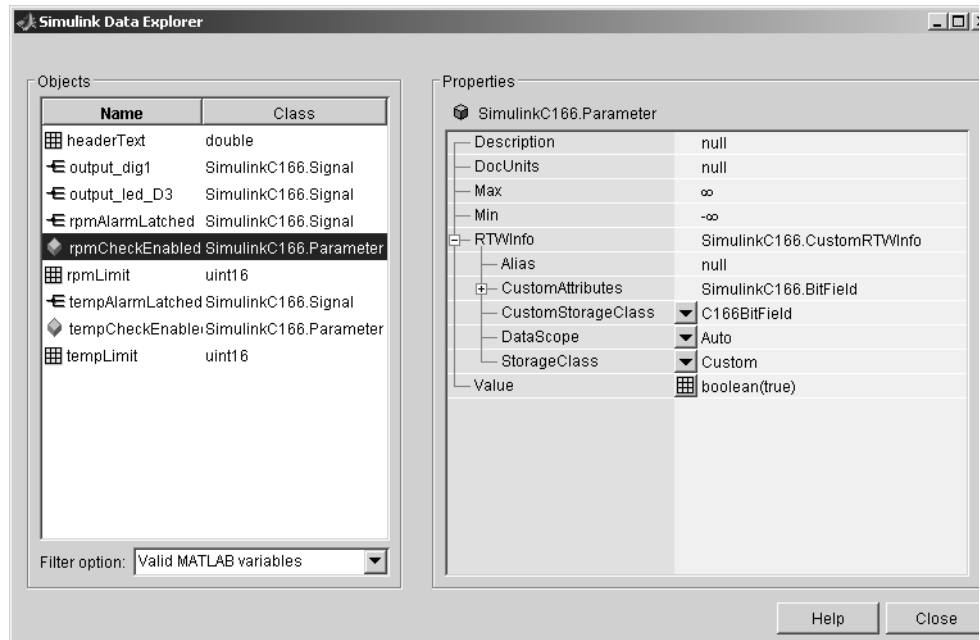 Simulink Data Explorer
Objects
Name Class
headerText double
output_dig1 SimulinkC166.Signal
output_led_D3 SimulinkC166.Signal
rpmAlarmLatched SimulinkC166.Signal
rpmCheckEnabled SimulinkC166.Parameter
rpmLimit uint16
tempAlarmLatched SimulinkC166.Signal
tempCheckEnable SimulinkC166.Parameter
tempLimit uint16
Filter option: Valid MATLAB variables
Properties
SimulinkC166.Parameter
Description null
DocUnits null
Max ∞
Min -∞
RTWInfo SimulinkC166.CustomRTWInfo
Alias null
CustomAttributes SimulinkC166.BitField
CustomStorageClass C166BitField
DataScope Auto
StorageClass Custom
Value boolean(true)
Help Close